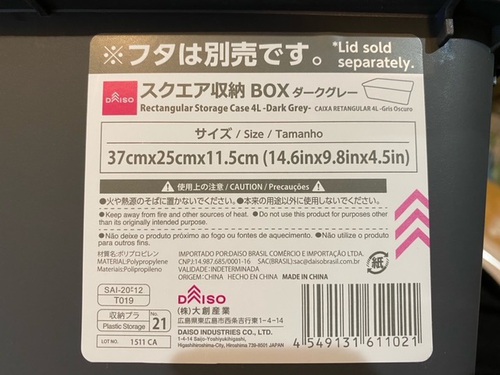 ※フタは別売です。 *Lid sold separately.
DAISO
スクエア収納 BOX ダークグレー
Rectangular Storage Case 4L -Dark Grey- CAIXA RETANGULAR 4L -Gris Oscuro
サイズ / Size / Tamanho
37cmx25cmx11.5cm (14.6inx9.8inx4.5in)
使用上の注意 / CAUTION / Precauções
●火や熱源のそばに置かないでください。●本来の用途以外に使用しないでください。
●Keep away from fire and other sources of heat. ●Do not use this product for purposes other
than its originally intended purpose.
●Não deixe o produto próximo ao fogo ou fontes de aquecimento. ●Não utilize o produto
para outros fins.
材質名:ポリプロピレン
MATERIAL:Polypropylene
Materiais:Polipropileno
IMPORTADO POR:DAISO BRASIL COMÉRCIO E IMPORTAÇÃO LTDA.
CNPJ:14.987.685/0001-16 SAC(BRASIL)sac@daisobrasil.com.br
VALIDADE:INDETERMINADA
ORIGEM:CHINA HECHO EN CHINA MADE IN CHINA
紙
SAI-20-12
T019
収納プラ
Plastic Storage
No. 21
LOT NO. 1511 CA
DAISO
(株)大創産業
広島県東広島市西条吉行東1-4-14
DAISO INDUSTRIES CO., LTD.
1-4-14 Saijo-Yoshiyukihigashi,
Higashihiroshima-City, Hiroshima, 739-8501 JAPAN
4 549131 611021